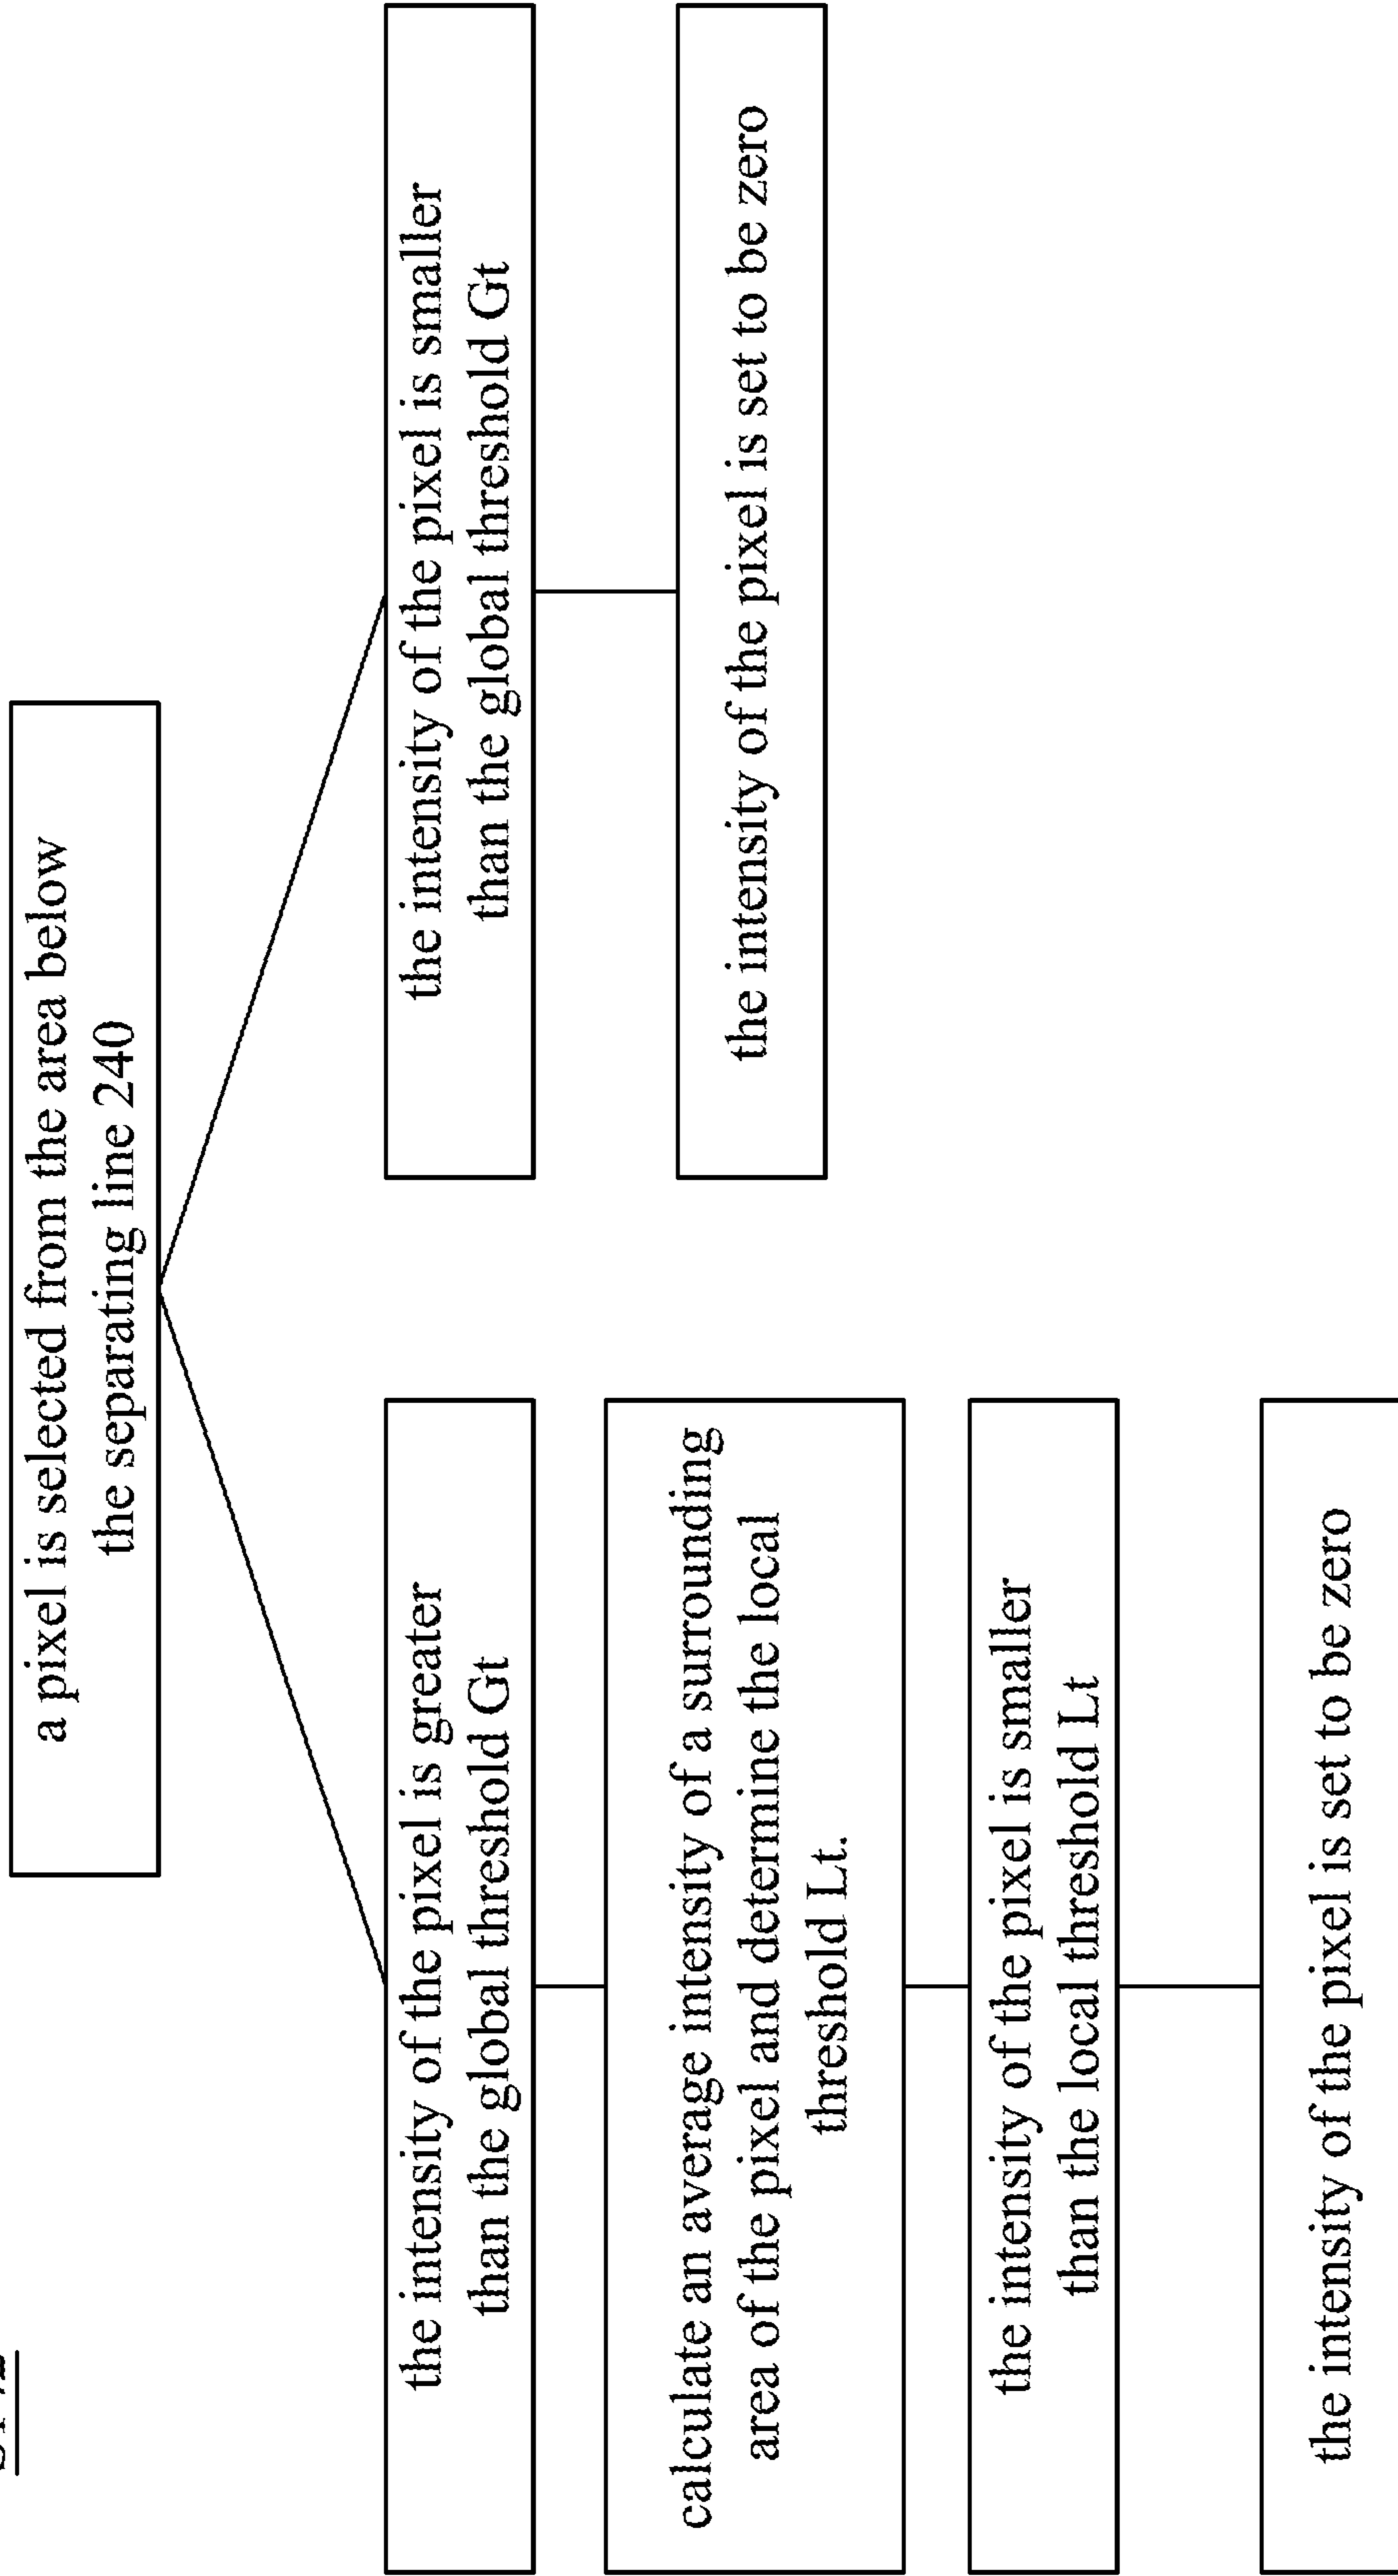 a pixel is selected from the area below
the separating line 240
the intensity of the pixel is greater
than the global threshold Gt
calculate an average intensity of a surrounding
area of the pixel and determine the local
threshold Lt.
the intensity of the pixel is smaller
than the local threshold Lt
the intensity of the pixel is set to be zero
the intensity of the pixel is smaller
than the global threshold Gt
the intensity of the pixel is set to be zero